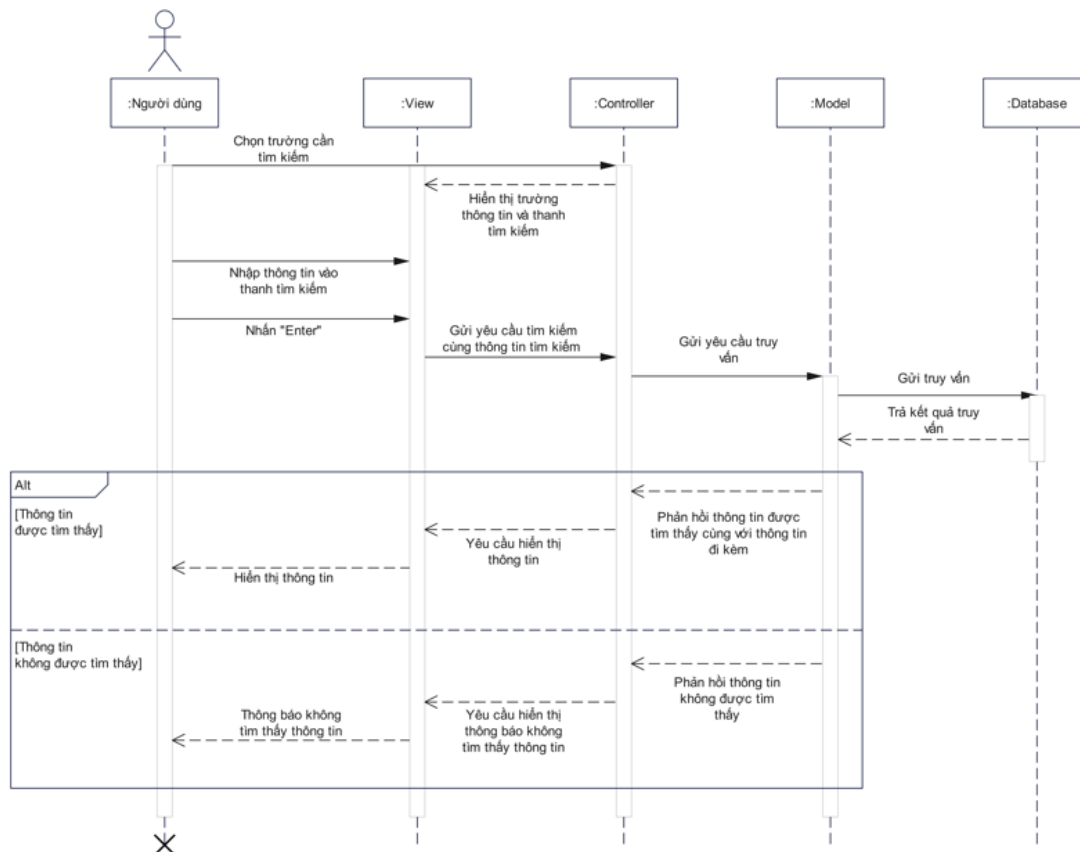 :Người dùng
:View
:Controller
:Model
:Database
Chọn trường cần
tìm kiếm
Hiển thị trường
thông tin và thanh
tìm kiếm
Nhập thông tin vào
thanh tìm kiếm
Nhấn "Enter"
Gửi yêu cầu tìm kiếm
cùng thông tin tìm kiếm
Gửi yêu cầu truy
vấn
Gửi truy vấn
Trả kết quả truy
vấn
Alt
[Thông tin
được tìm thấy]
Phản hồi thông tin được
tìm thấy cùng với thông tin
đi kèm
Yêu cầu hiển thị
thông tin
Hiển thị thông tin
[Thông tin
không được tìm thấy]
Phản hồi thông tin
không được tìm
thấy
Yêu cầu hiển thị
thông báo không
tìm thấy thông tin
Thông báo không
tìm thấy thông tin